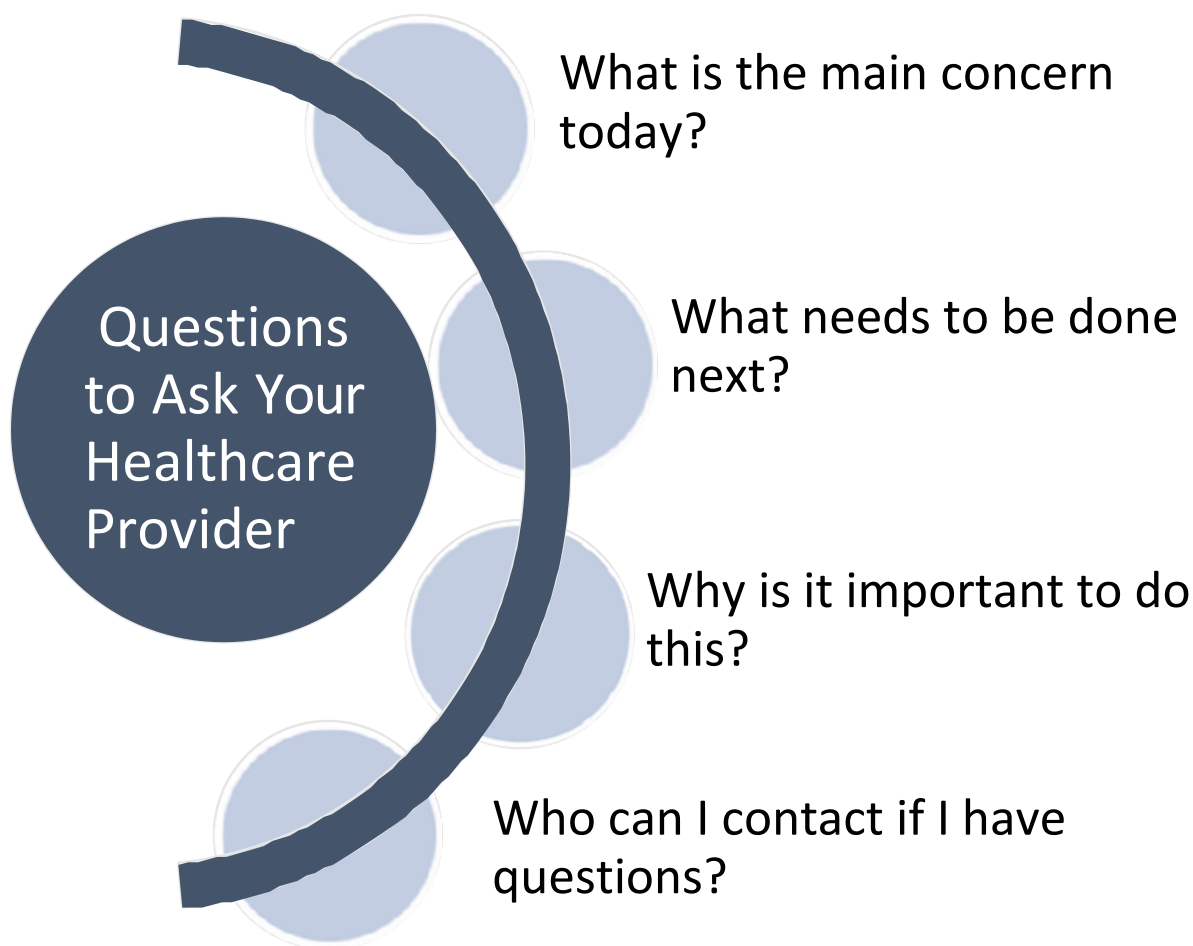 Questions
to Ask Your
Healthcare
Provider
What is the main concern
today?
What needs to be done
next?
Why is it important to do
this?
Who can I contact if I have
questions?